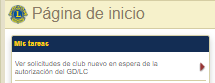 Página de inicio
Mis tareas
Ver solicitudes de club nuevo en espera de la
autorización del GD/LC